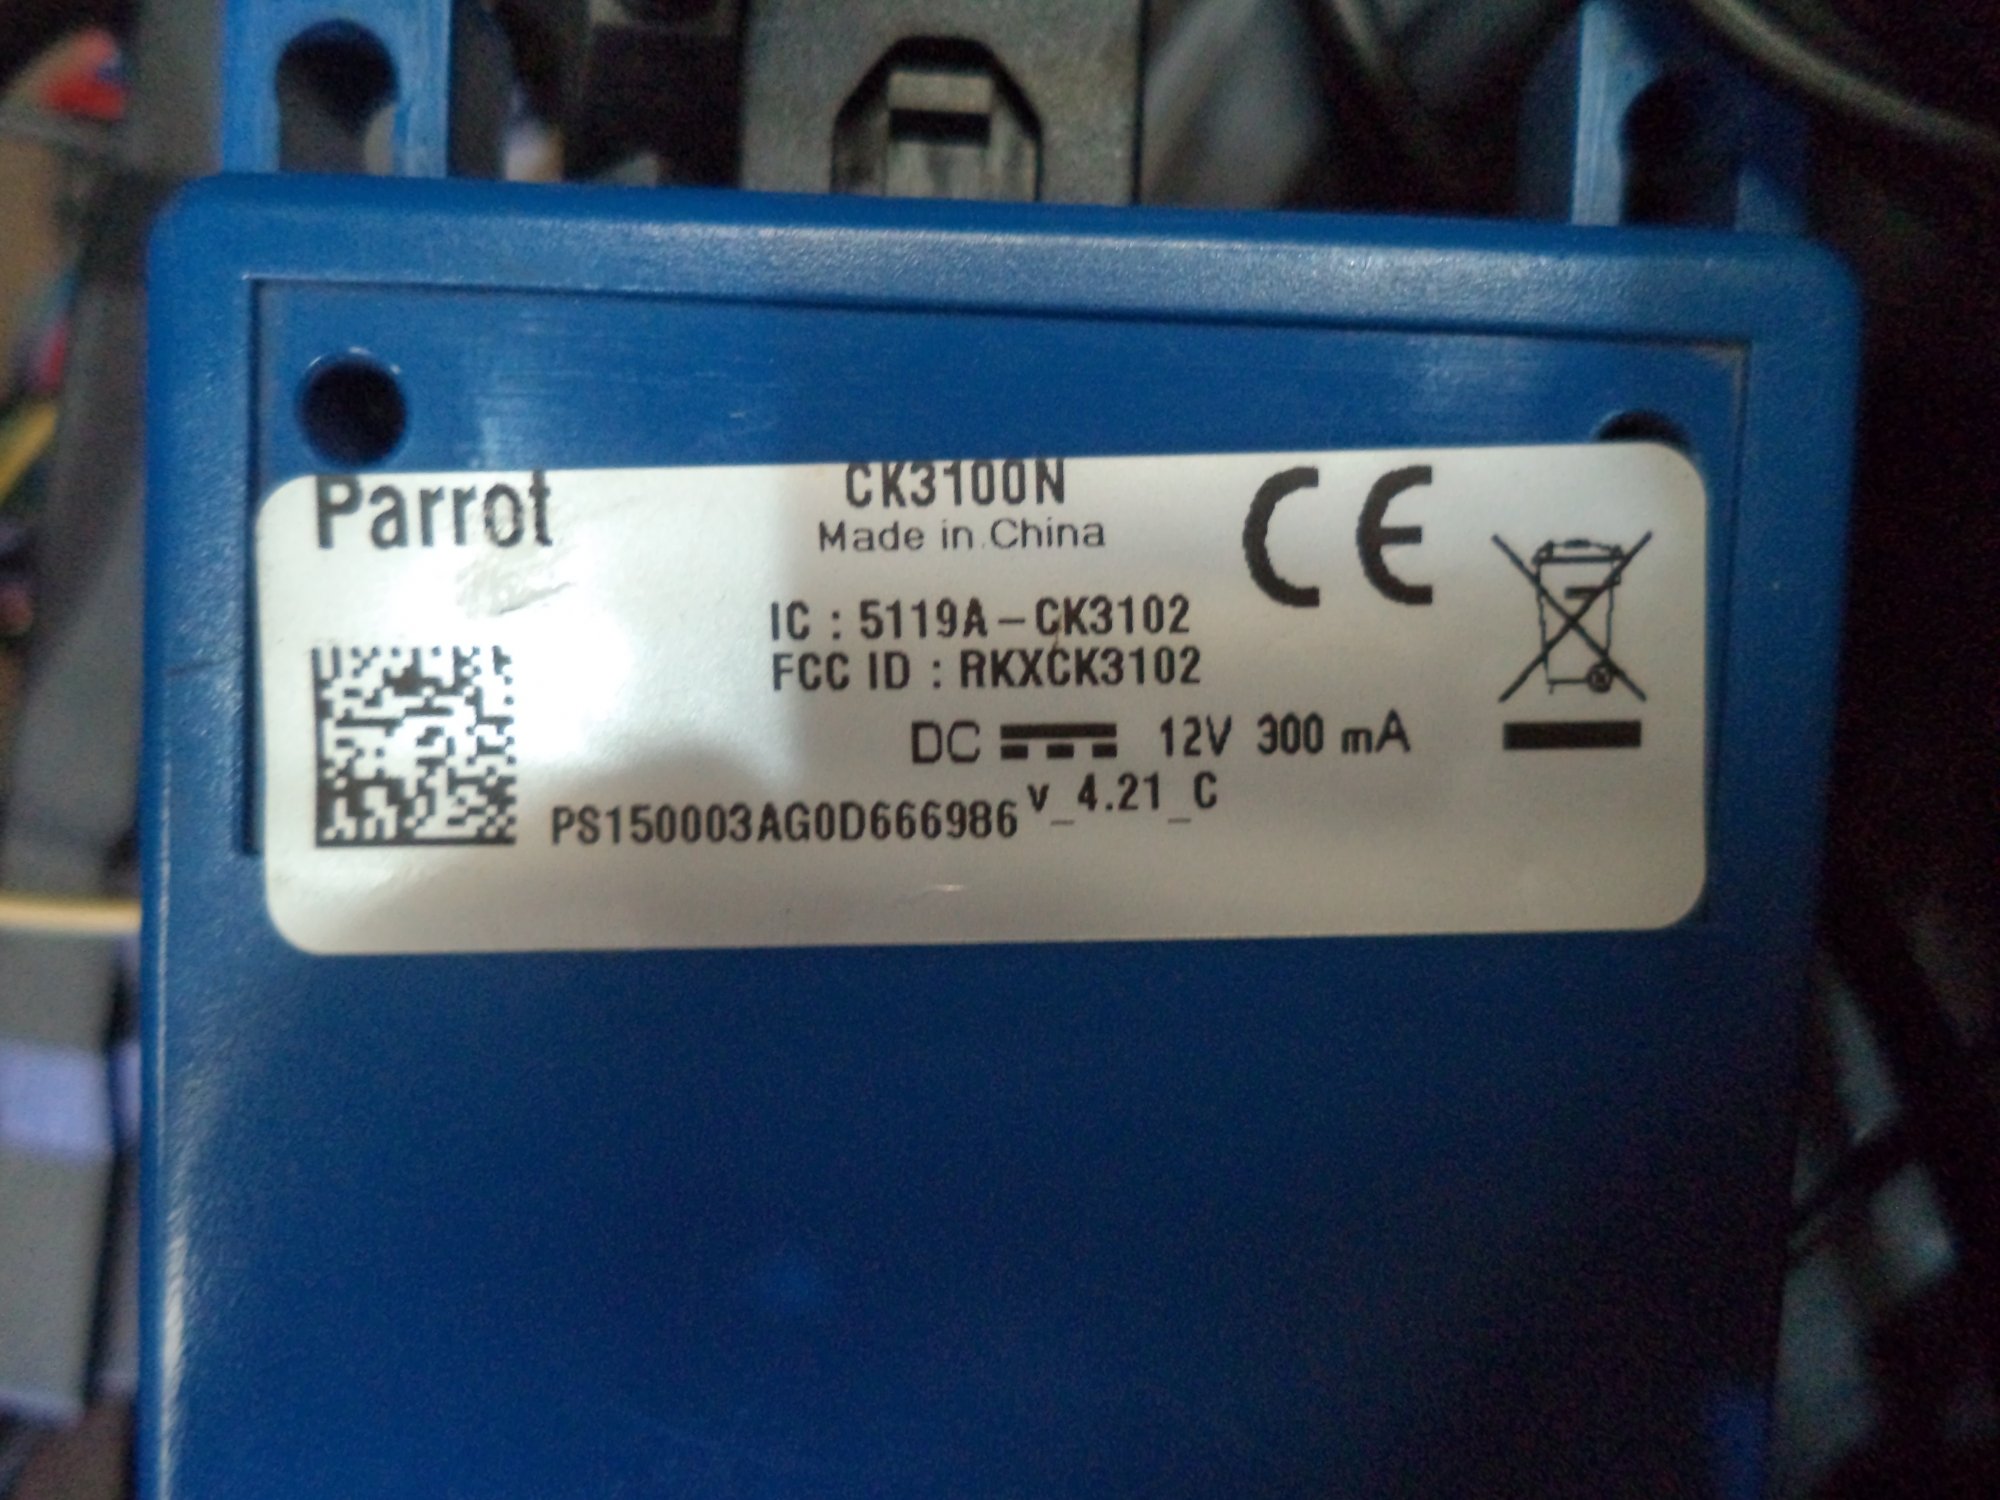 Parrot
CK3100N
Made in China
CE
IC : 5119A-CK3102
FCC ID : RKXCK3102
DC 12V 300 mA
PS150003AG0D666986 v_4.21_C